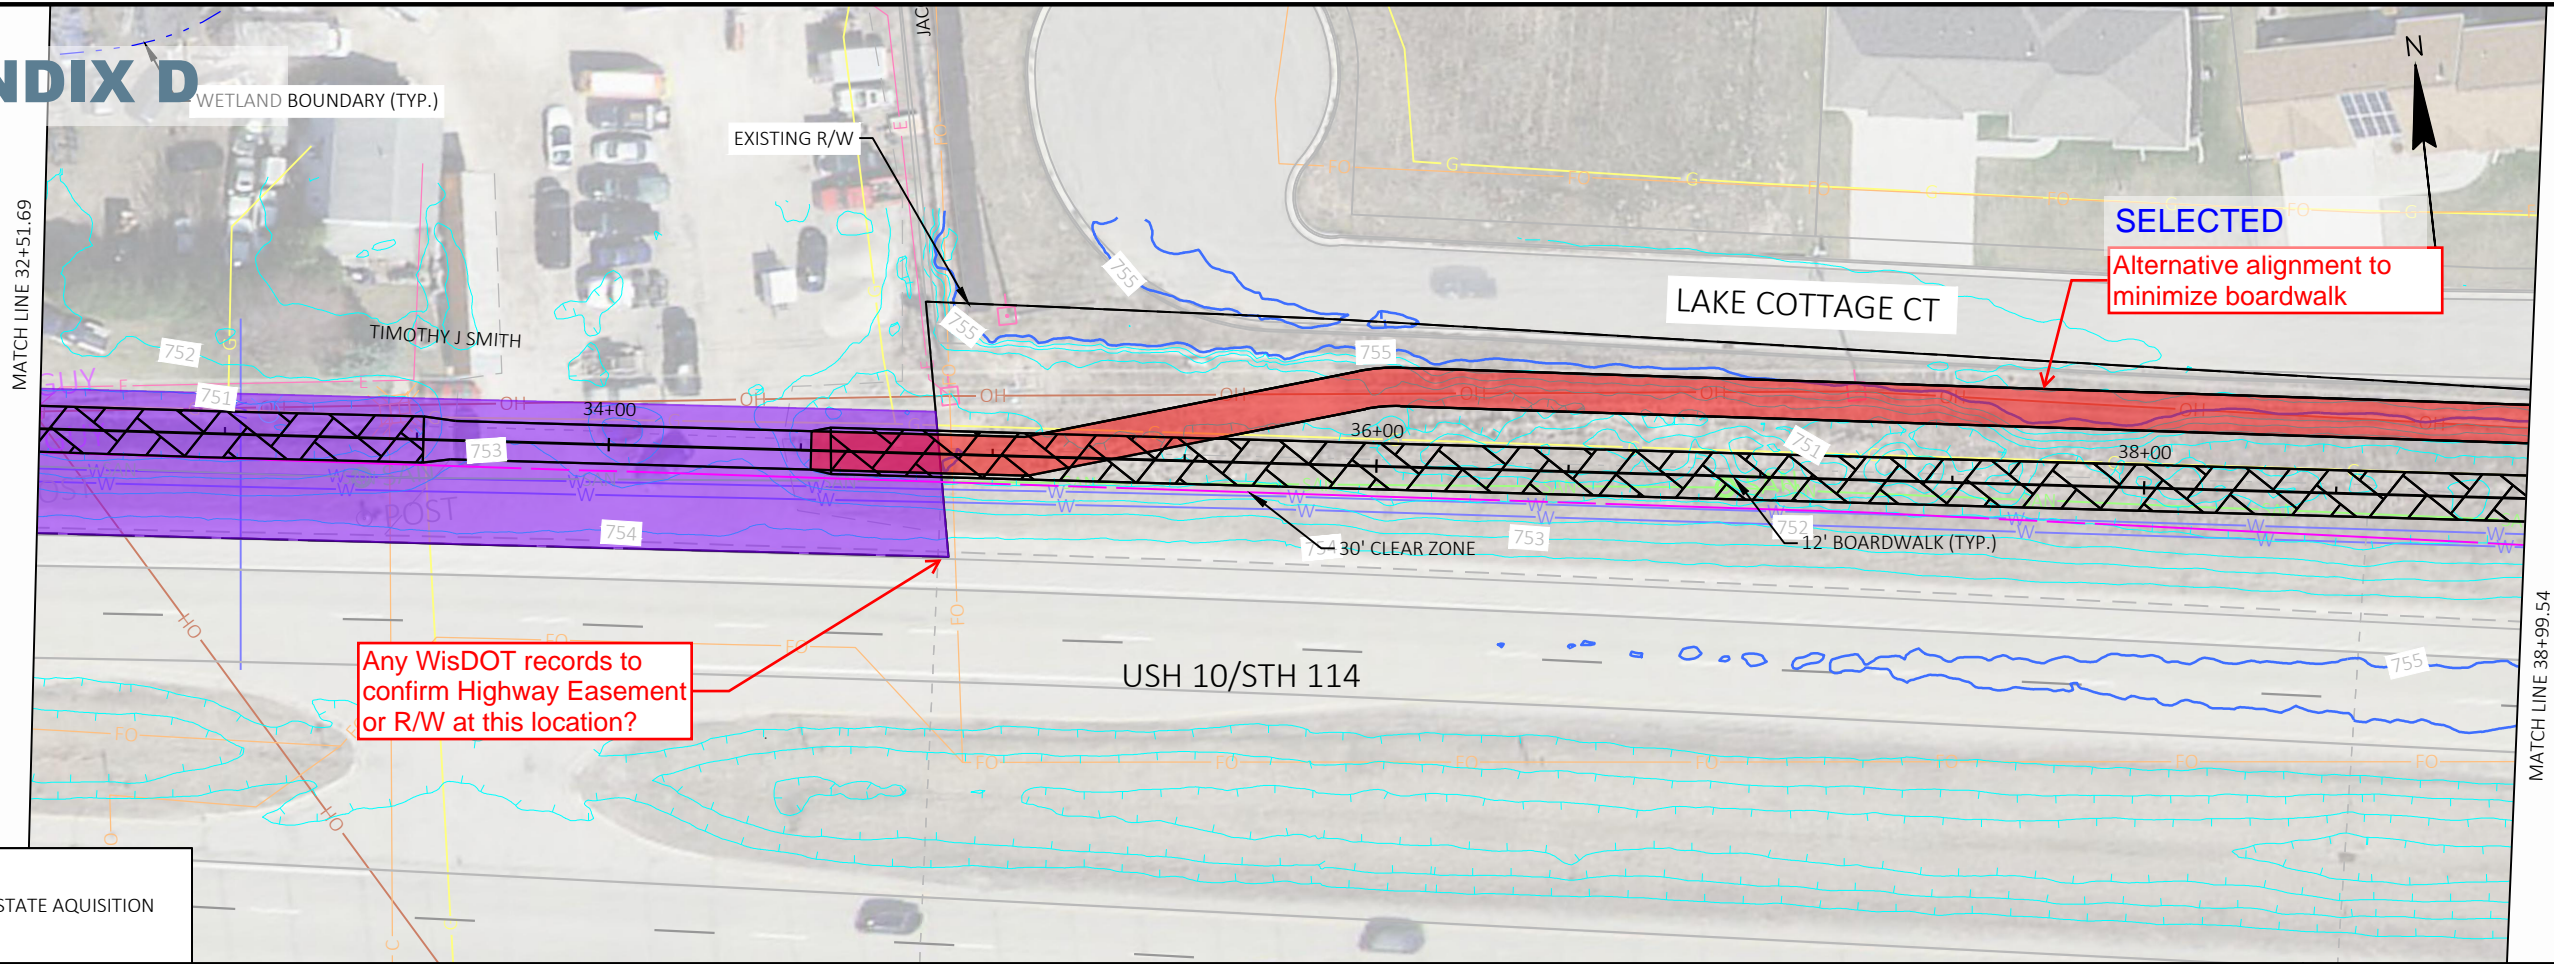 NDIX D
WETLAND BOUNDARY (TYP.)
JAC
EXISTING R/W
N
SELECTED
Alternative alignment to
minimize boardwalk
LAKE COTTAGE CT
MATCH LINE 32+51.69
TIMOTHY J SMITH
752
751
753
754
755
755
755
GUY
POST
34+00
36+00
38+00
751
752
753
754
30' CLEAR ZONE
12' BOARDWALK (TYP.)
Any WisDOT records to
confirm Highway Easement
or R/W at this location?
USH 10/STH 114
755
MATCH LINE 38+99.54
STATE AQUISITION